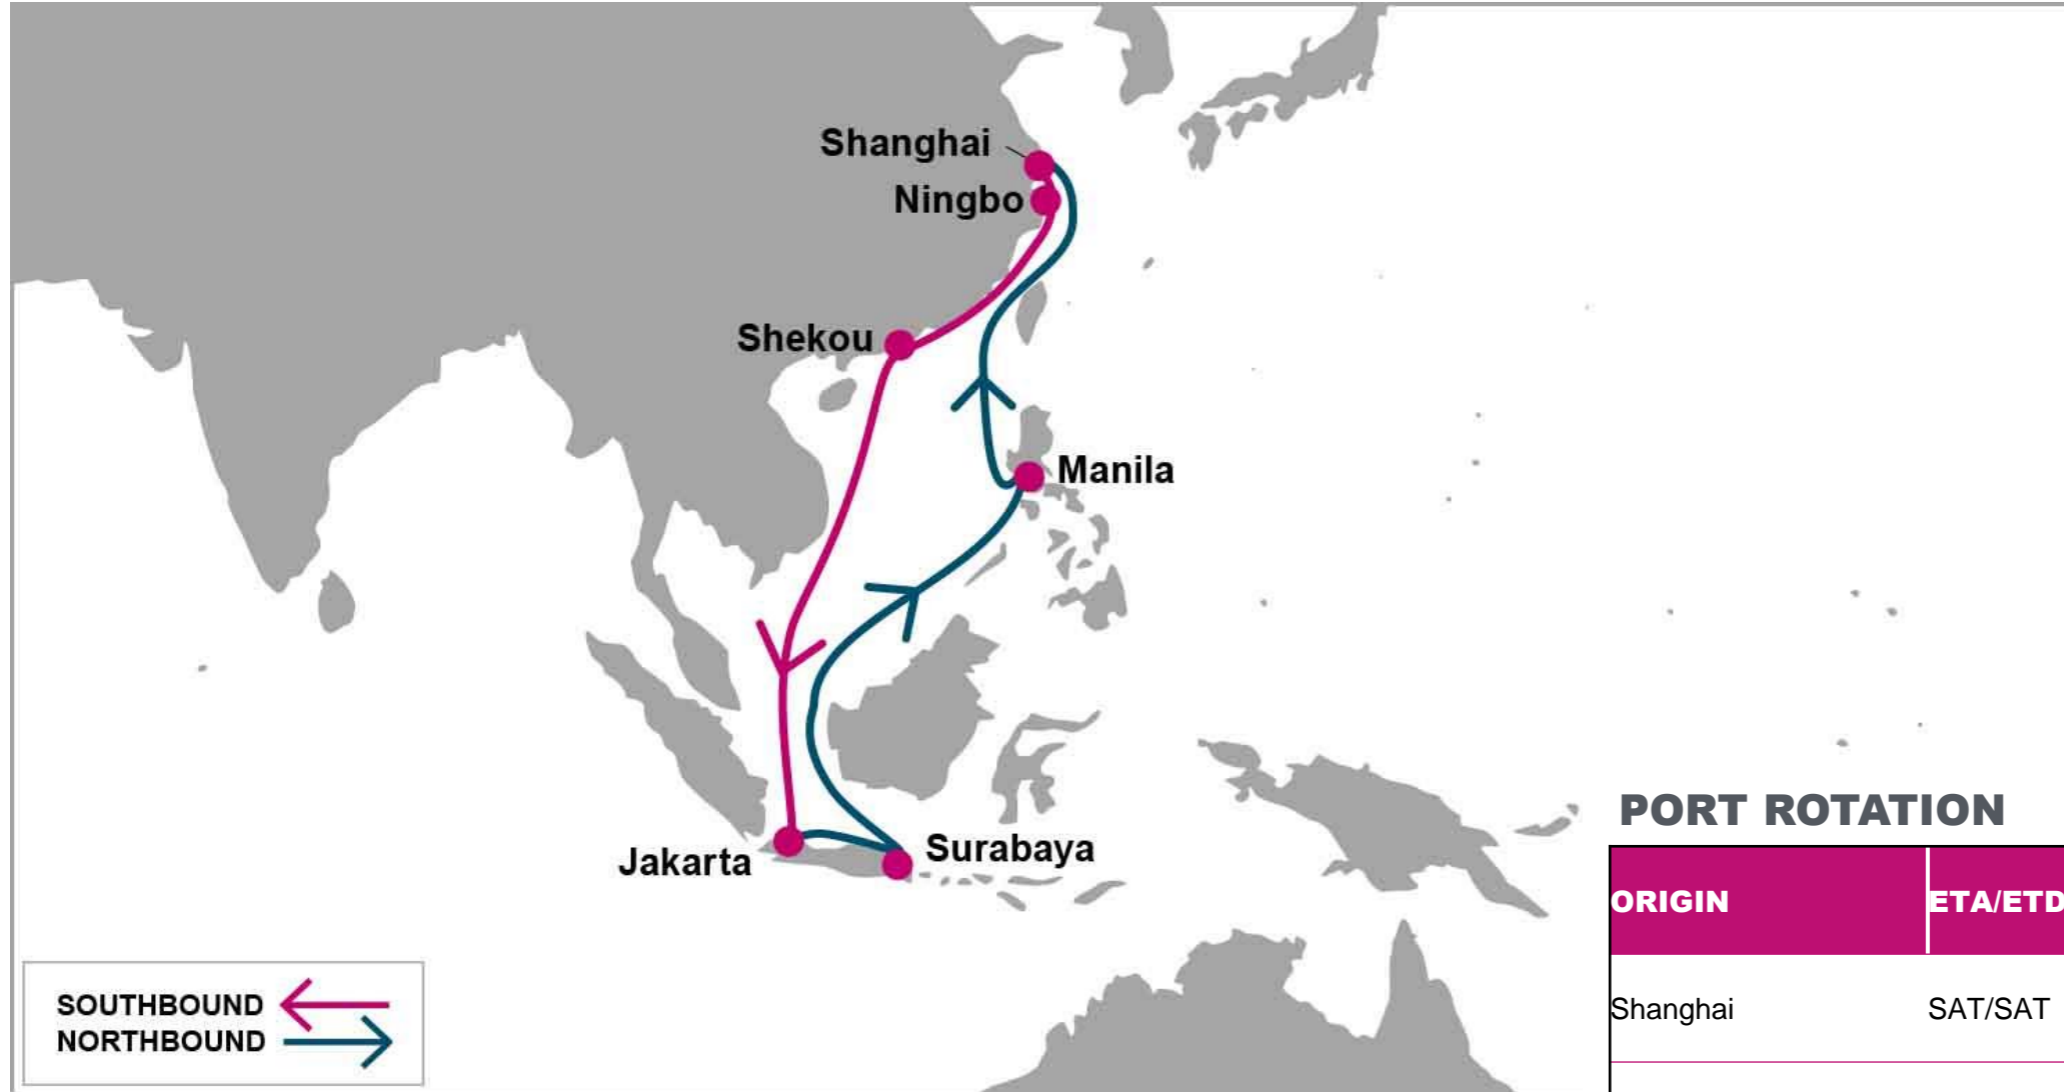 Shanghai
Ningbo
Shekou
Manila
Jakarta
Surabaya
SOUTHBOUND
NORTHBOUND
PORT ROTATION
ORIGIN ETA/ETD
Shanghai SAT/SAT